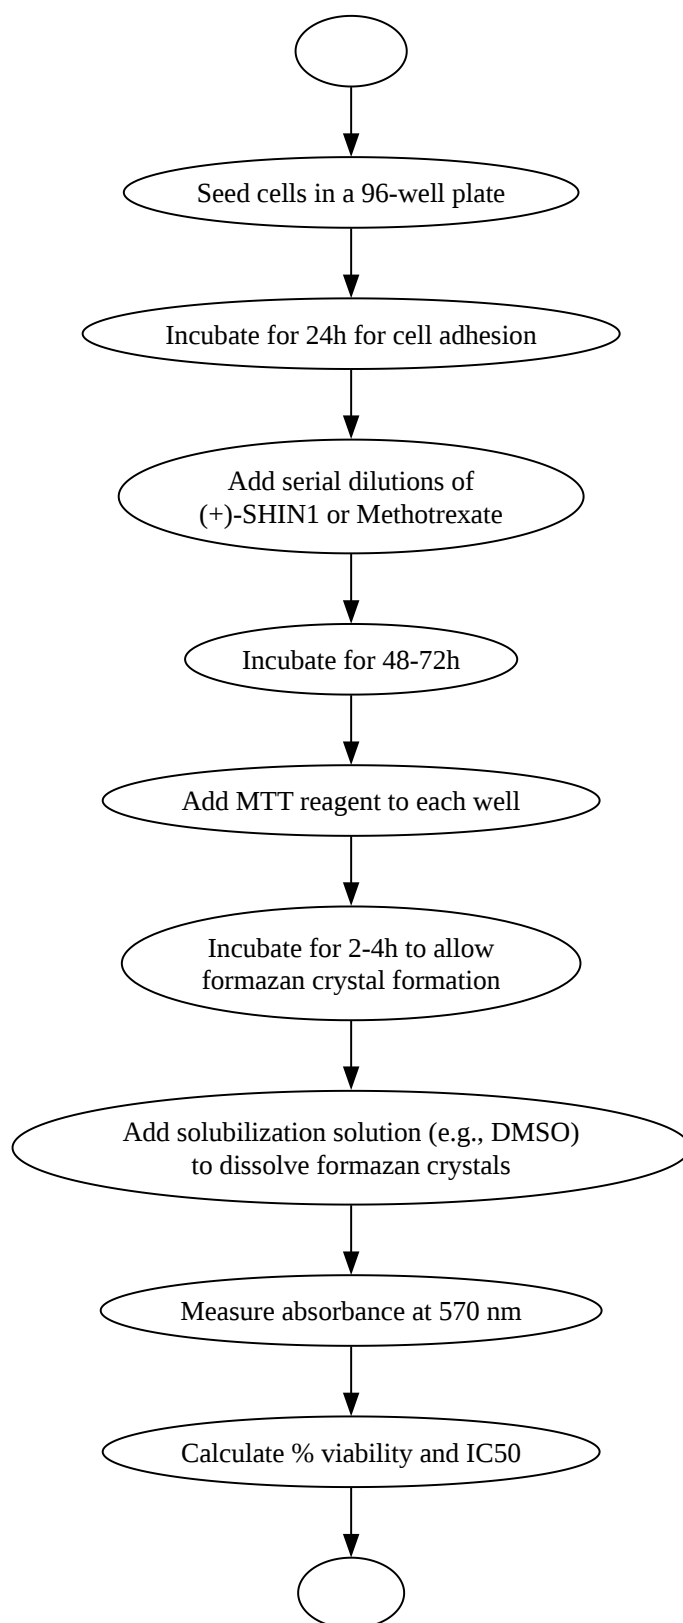 Seed cells in a 96-well plate
Incubate for 24h for cell adhesion
Add serial dilutions of
(+)-SHIN1 or Methotrexate
Incubate for 48-72h
Add MTT reagent to each well
Incubate for 2-4h to allow
formazan crystal formation
Add solubilization solution (e.g., DMSO)
to dissolve formazan crystals
Measure absorbance at 570 nm
Calculate % viability and IC50